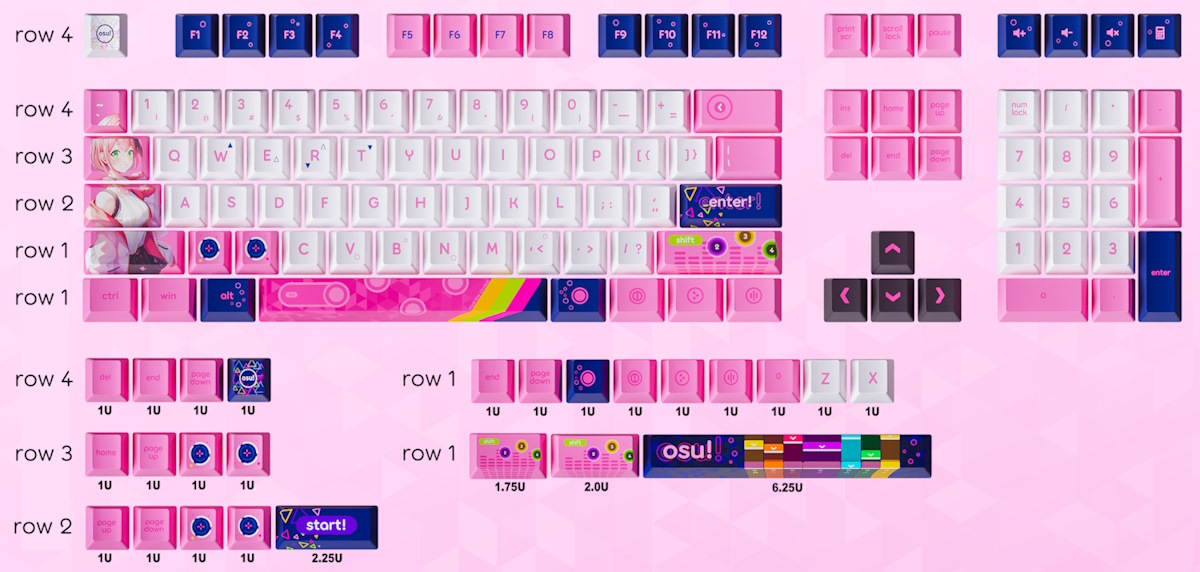 row 4 osu! F1 F2 F3 F4 F5 F6 F7 F8 F9 F10 F11 F12 print scr scroll lock pause
row 4 ~ 1 ! 2 @ 3 # 4 $ 5 % 6 ^ 7 & 8 * 9 ( 0 ) - _ + = ins home page up num lock / * -
row 3 Q W E R T Y U I O P [ { ] } | \ del end page down 7 8 9 +
row 2 A S D F G H J K L ; : ' " enter! 4 5 6
row 1 C V B N M , < . > / ? shift 2 3 4 1 2 3 enter
row 1 ctrl win alt 0 .
row 4 del end page down osu!
1U 1U 1U 1U
row 1 end page down Z X
1U 1U 1U 1U 1U 1U 1U 1U 1U
row 3 home page up
1U 1U 1U 1U
row 1 shift 2 3 4 shift 2 3 4 osu!
1.75U 2.0U 6.25U
row 2 page up page down start!
1U 1U 1U 1U 2.25U